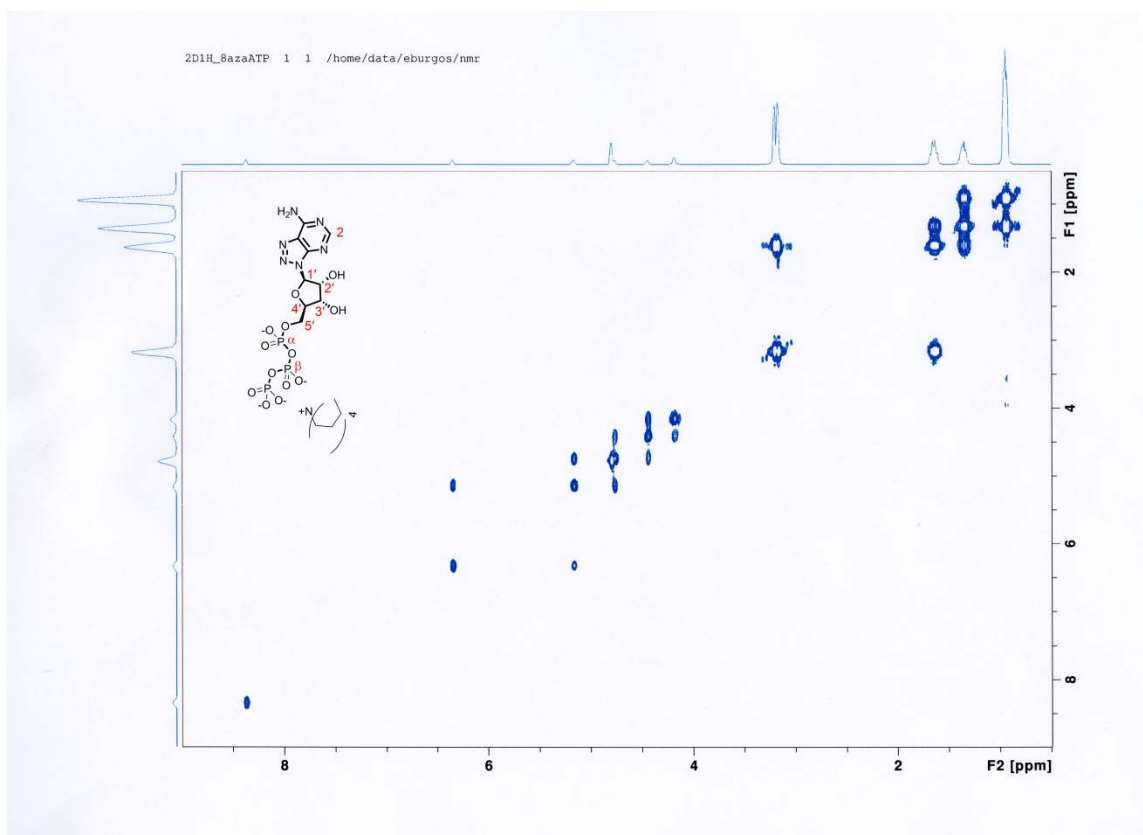 2D1H_8azaATP 1 1 /home/data/eburgos/nmr
H₂N
N
N
2
N
N
N
N
1'
OH
2'
O
4'
3'
OH
5'
O
-O
P
α
O
O
O
P
β
O
P
O-
O
O
-O
O-
+N
4
2
4
6
8
F1 [ppm]
8
6
4
2
F2 [ppm]